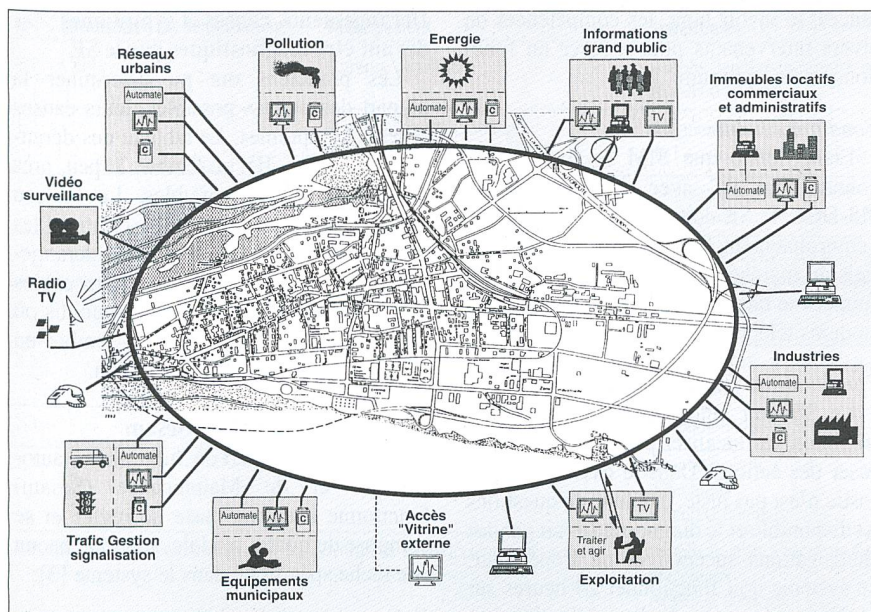 Réseaux
urbains
Automate
C
Pollution
C
Energie
Automate
C
Informations
grand public
TV
Immeubles locatifs
commerciaux
et administratifs
Automate
C
Vidéo
surveillance
Radio
TV
Industries
Automate
C
Trafic Gestion
signalisation
Automate
C
Equipements
municipaux
Automate
C
Accès
"Vitrine"
externe
TV
Traiter
et agir
Exploitation